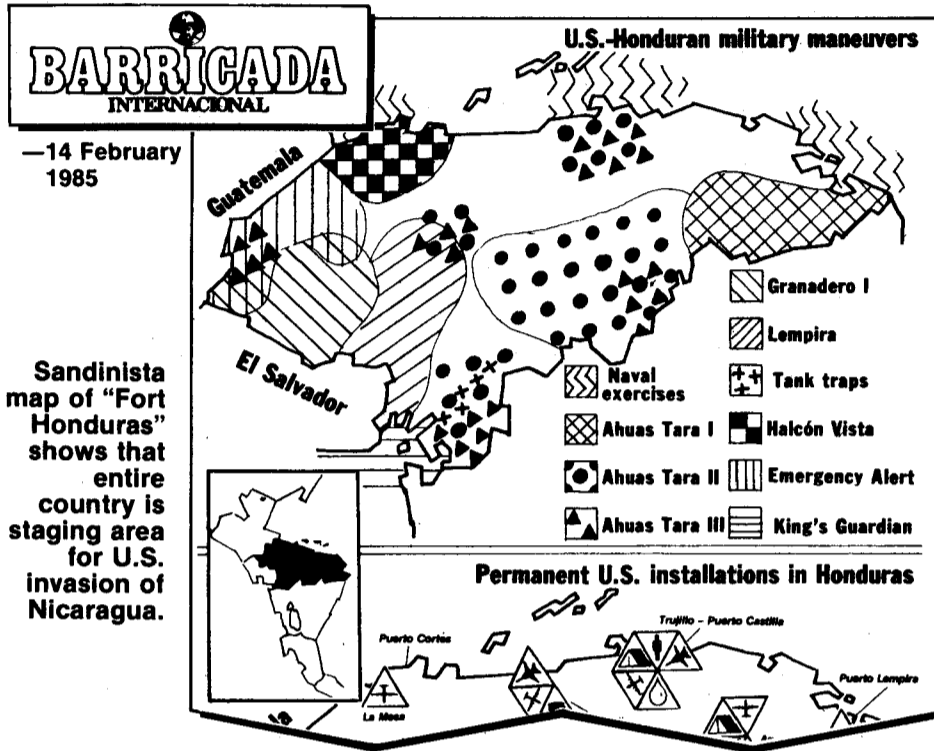 BARRICADA
INTERNACIONAL
—14 February
1985
Sandinista
map of “Fort
Honduras”
shows that
entire
country is
staging area
for U.S.
invasion of
Nicaragua.
U.S.-Honduran military maneuvers
Guatemala
El Salvador
Granadero I
Lempira
Naval
exercises
Tank traps
Ahuas Tara I
Halcón Vista
Ahuas Tara II
Emergency Alert
Ahuas Tara III
King's Guardian
Permanent U.S. installations in Honduras
Trujillo - Puerto Castilla
Puerto Cortés
Puerto Lempira
La Mesa